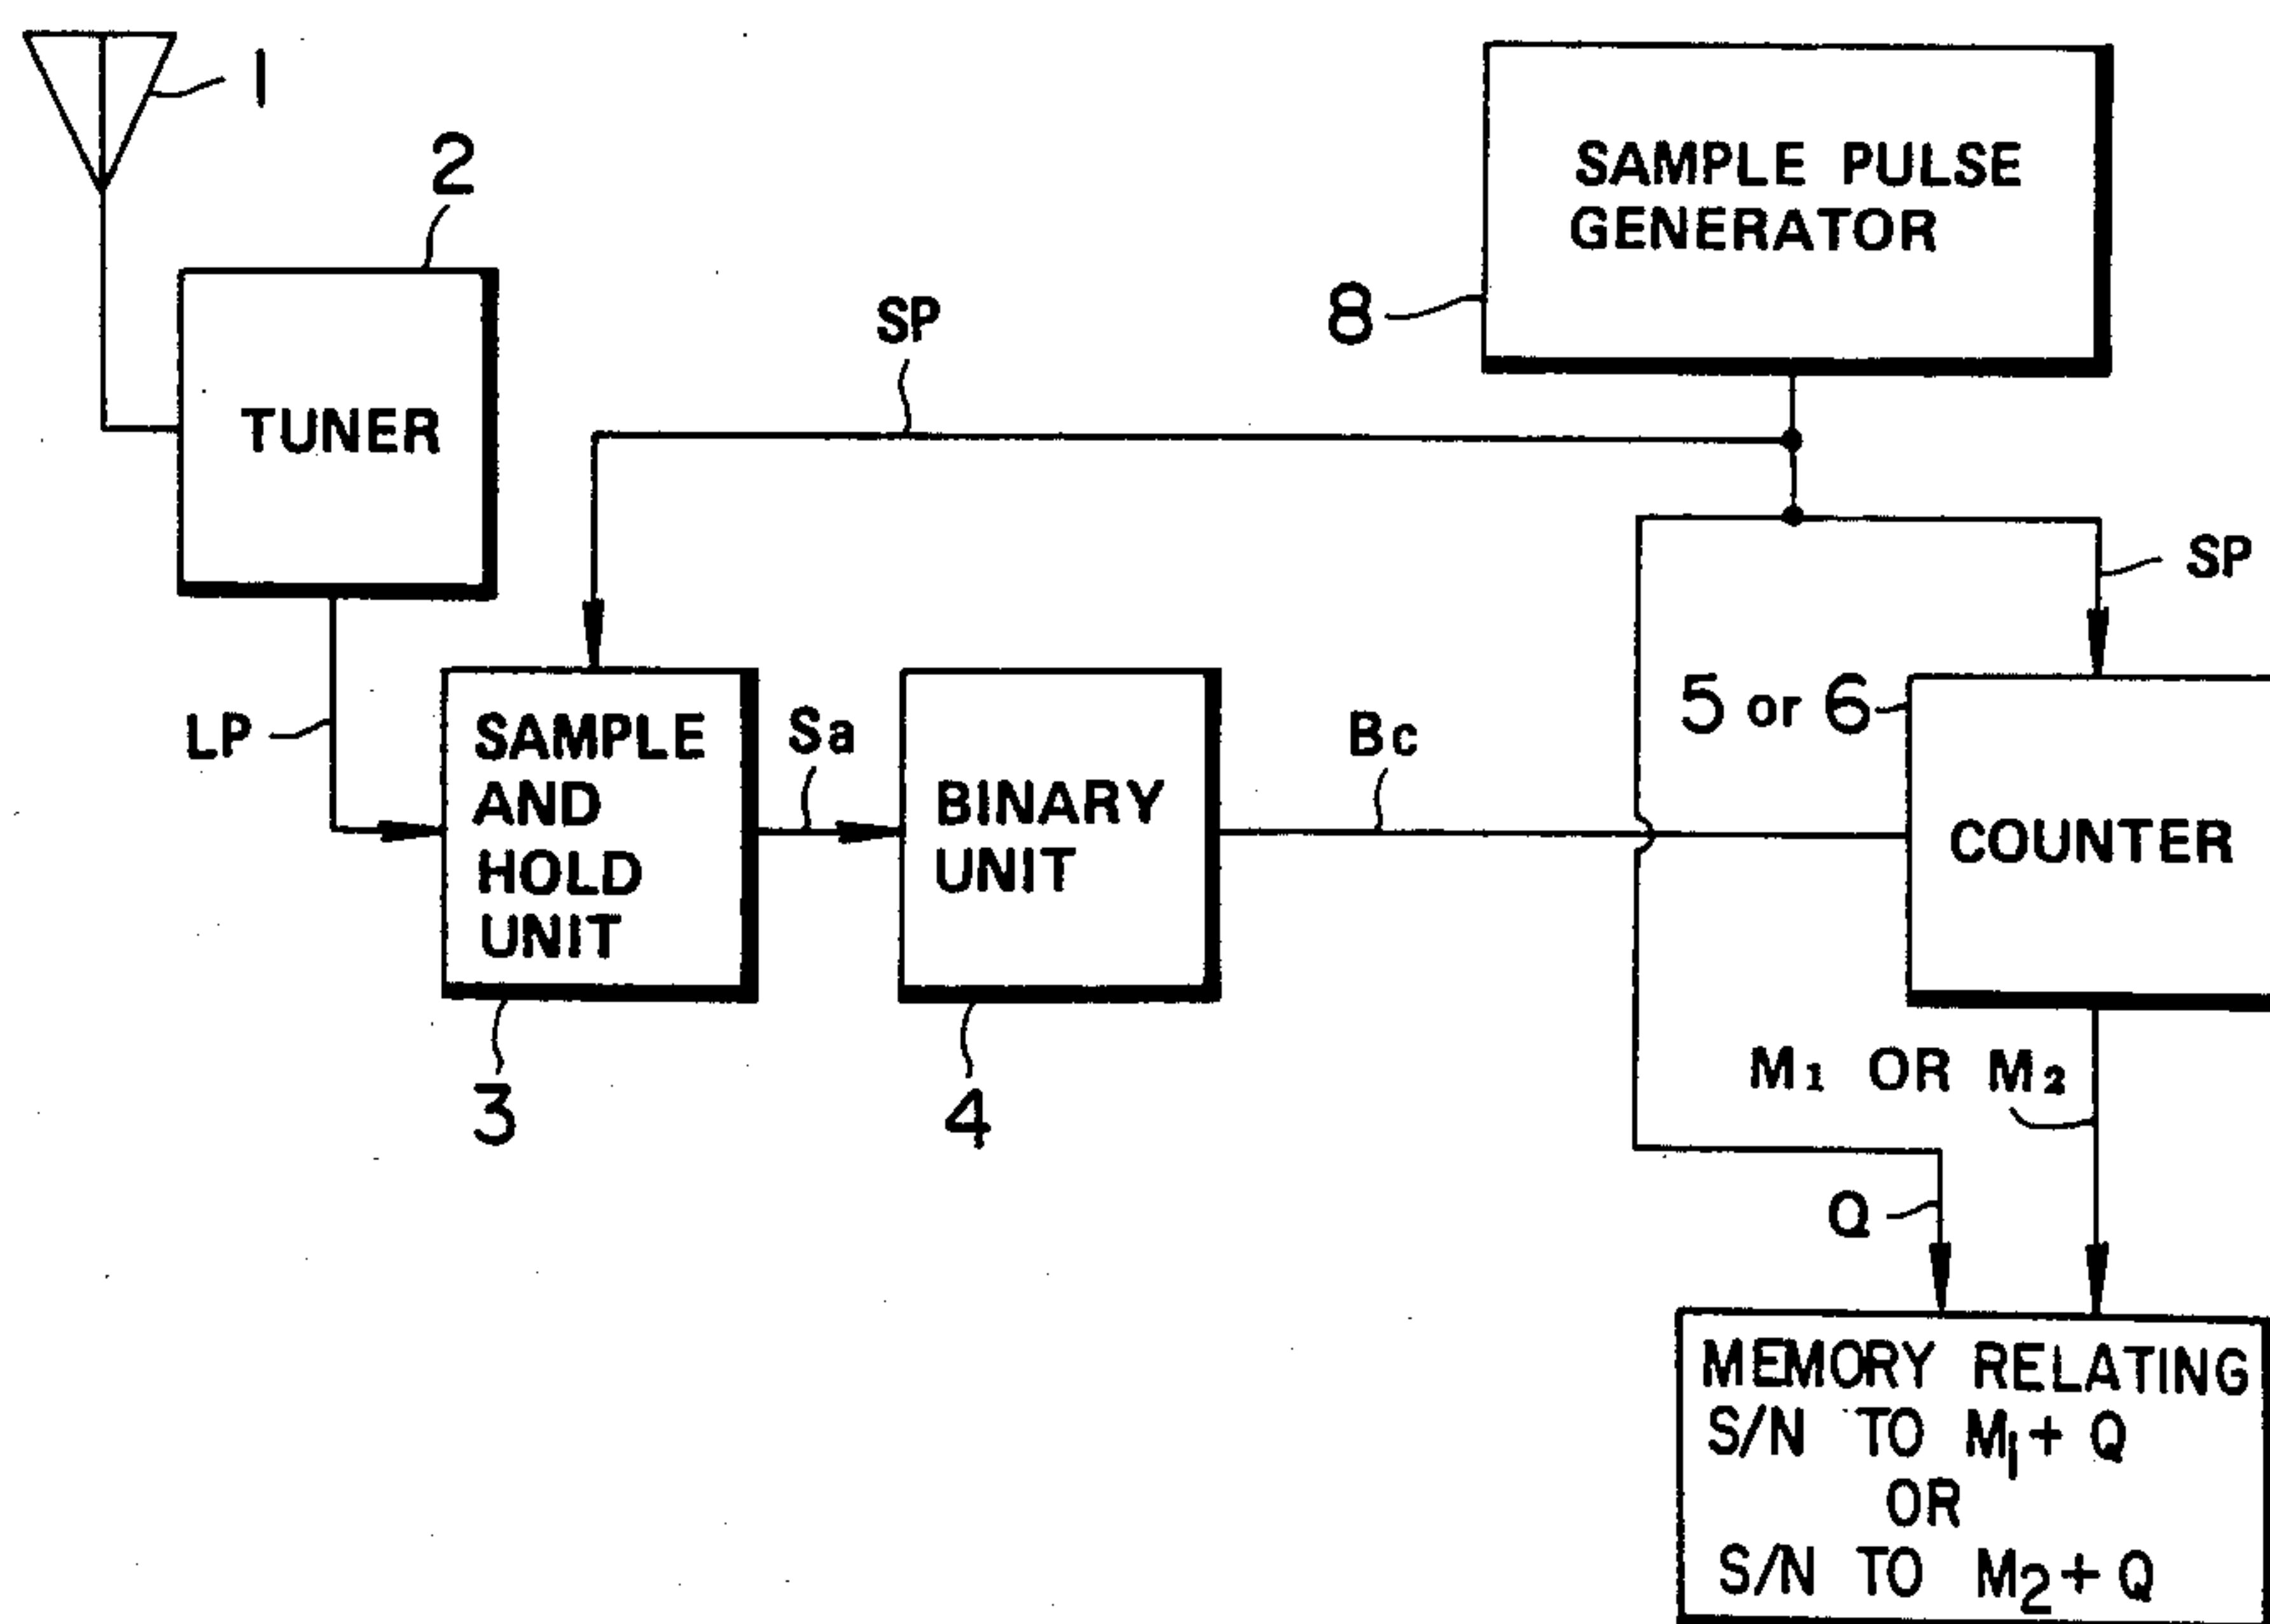 1
2
SAMPLE PULSE
GENERATOR
8
SP
TUNER
SP
5 or 6
LP
SAMPLE
AND
HOLD
UNIT
Sa
BINARY
UNIT
Bc
COUNTER
3
4
M1 OR M2
Q
MEMORY RELATING
S/N TO M1+ Q
OR
S/N TO M2+ Q